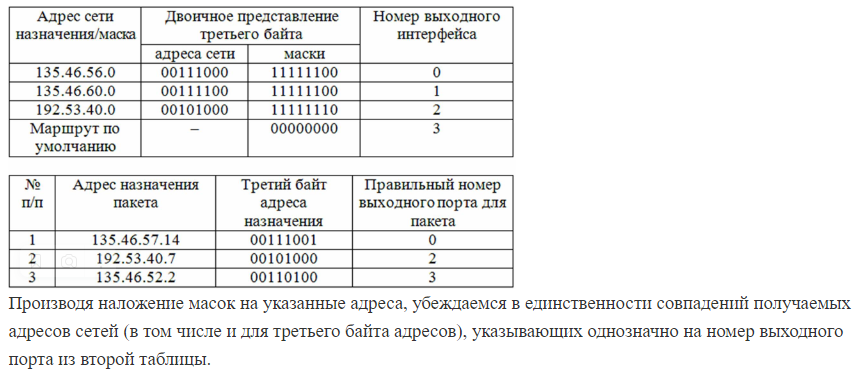 Адрес сети назначения/маска | Двоичное представление третьего байта | Номер выходного интерфейса
адреса сети | маски
135.46.56.0 | 00111000 | 11111100 | 0
135.46.60.0 | 00111100 | 11111100 | 1
192.53.40.0 | 00101000 | 11111110 | 2
Маршрут по умолчанию | – | 00000000 | 3
№ п/п | Адрес назначения пакета | Третий байт адреса назначения | Правильный номер выходного порта для пакета
1 | 135.46.57.14 | 00111001 | 0
2 | 192.53.40.7 | 00101000 | 2
3 | 135.46.52.2 | 00110100 | 3
Производя наложение масок на указанные адреса, убеждаемся в единственности совпадений получаемых
адресов сетей (в том числе и для третьего байта адресов), указывающих однозначно на номер выходного
порта из второй таблицы.